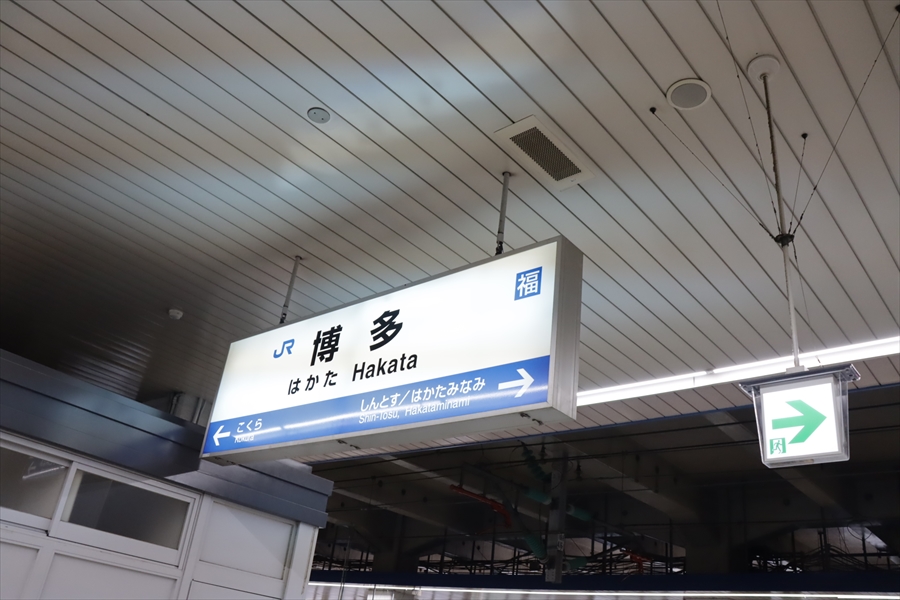 福
JR 博多
はかた Hakata
← こくら
Kokura
しんとす／はかたみなみ →
Shin-Tosu, Hakataminami